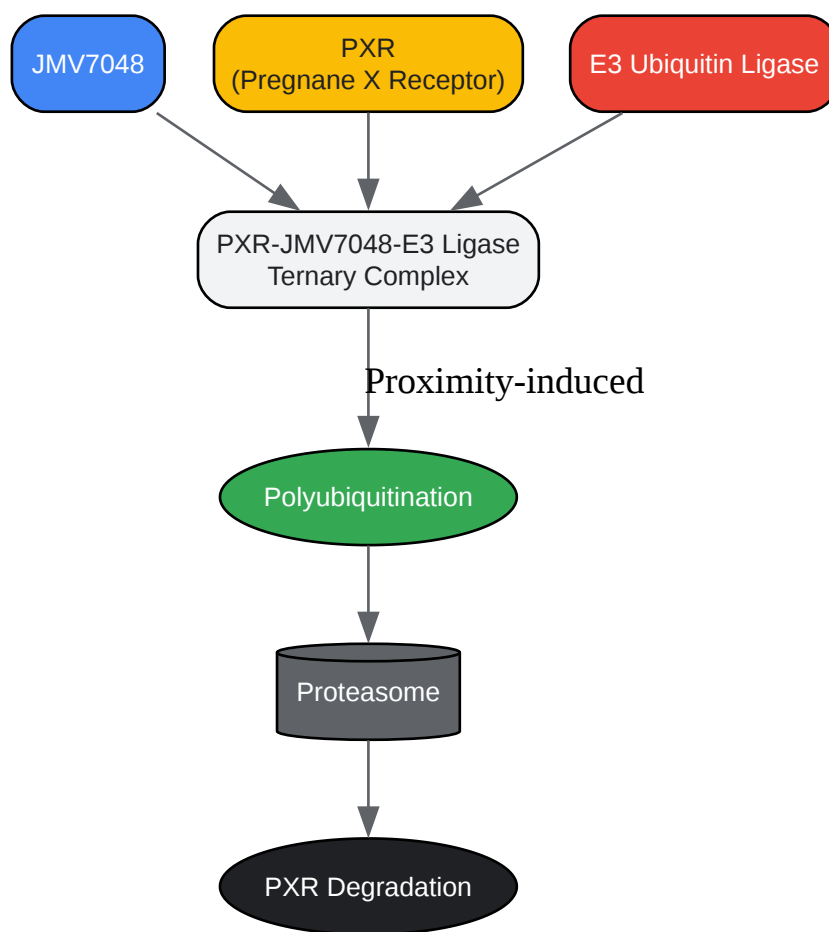 JMV7048
PXR
(Pregnane X Receptor)
E3 Ubiquitin Ligase
PXR-JMV7048-E3 Ligase
Ternary Complex
Proximity-induced
Polyubiquitination
Proteasome
PXR Degradation